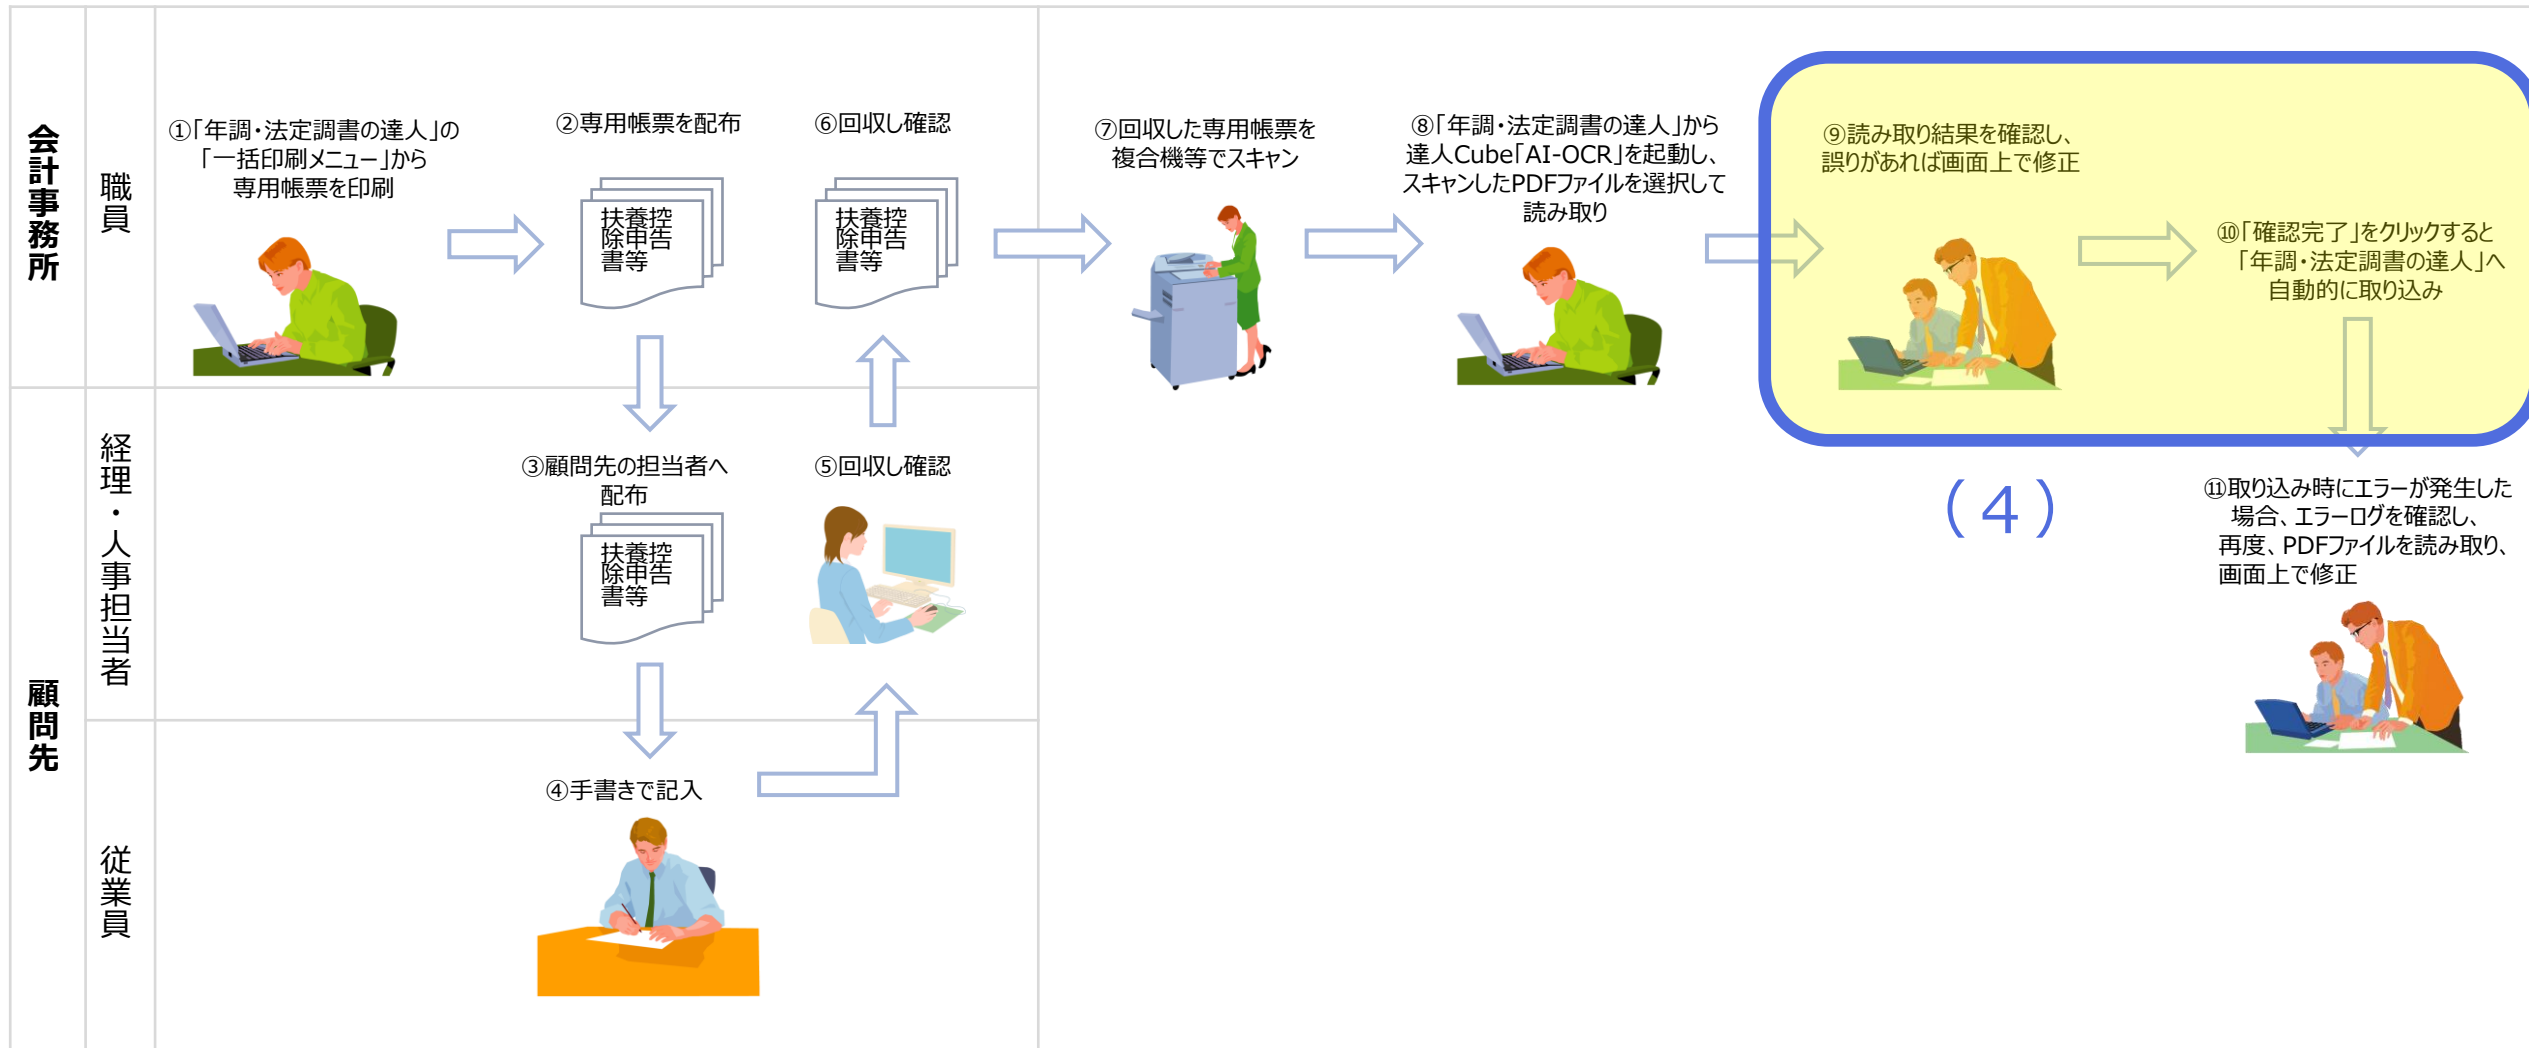 会計事務所
職員
①「年調・法定調書の達人」の
「一括印刷メニュー」から
専用帳票を印刷
②専用帳票を配布
扶養控
除申告
書等
⑥回収し確認
扶養控
除申告
書等
⑦回収した専用帳票を
複合機等でスキャン
⑧「年調・法定調書の達人」から
達人Cube「AI-OCR」を起動し、
スキャンしたPDFファイルを選択して
読み取り
⑨読み取り結果を確認し、
誤りがあれば画面上で修正
⑩「確認完了」をクリックすると
「年調・法定調書の達人」へ
自動的に取り込み
（４）
⑪取り込み時にエラーが発生した
場合、エラーログを確認し、
再度、PDFファイルを読み取り、
画面上で修正
顧問先
経理・人事担当者
③顧問先の担当者へ
配布
扶養控
除申告
書等
⑤回収し確認
従業員
④手書きで記入